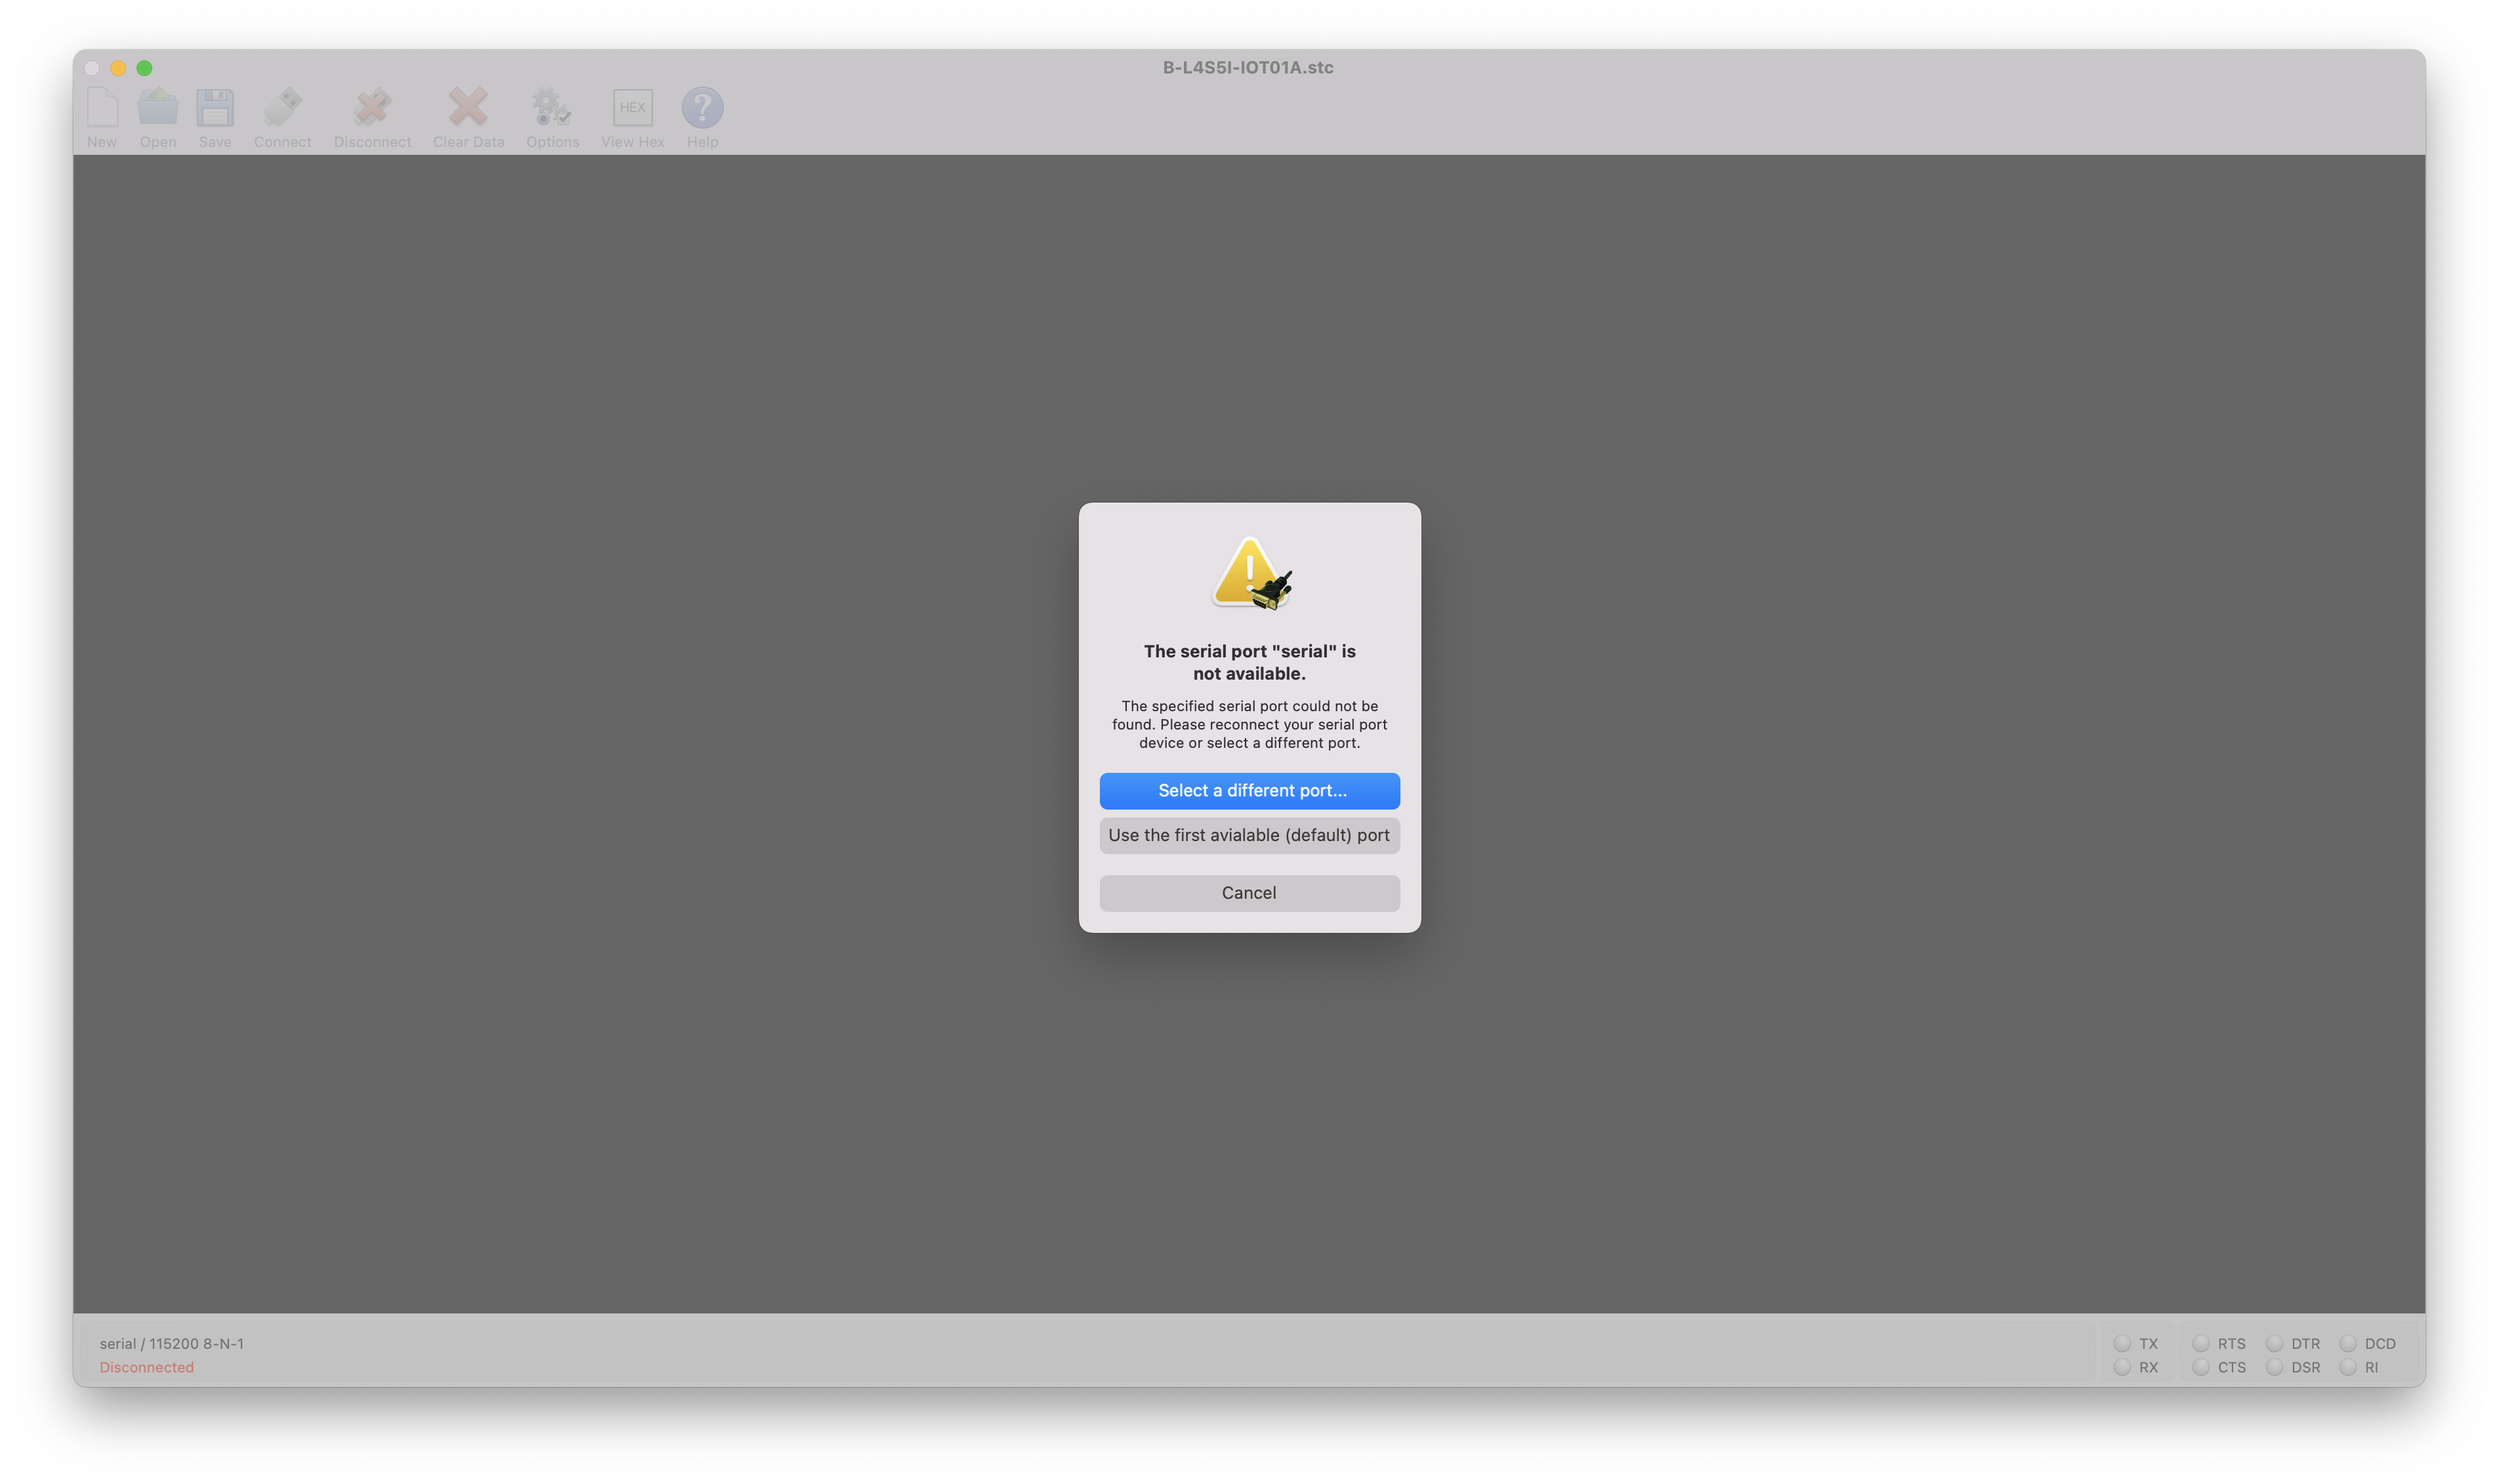 B-L4S5I-IOT01A.stc
HEX
?
New Open Save Connect Disconnect Clear Data Options View Hex Help
The serial port "serial" is
not available.
The specified serial port could not be
found. Please reconnect your serial port
device or select a different port.
Select a different port...
Use the first avialable (default) port
Cancel
serial / 115200 8-N-1
Disconnected
TX RTS DTR DCD
RX CTS DSR RI